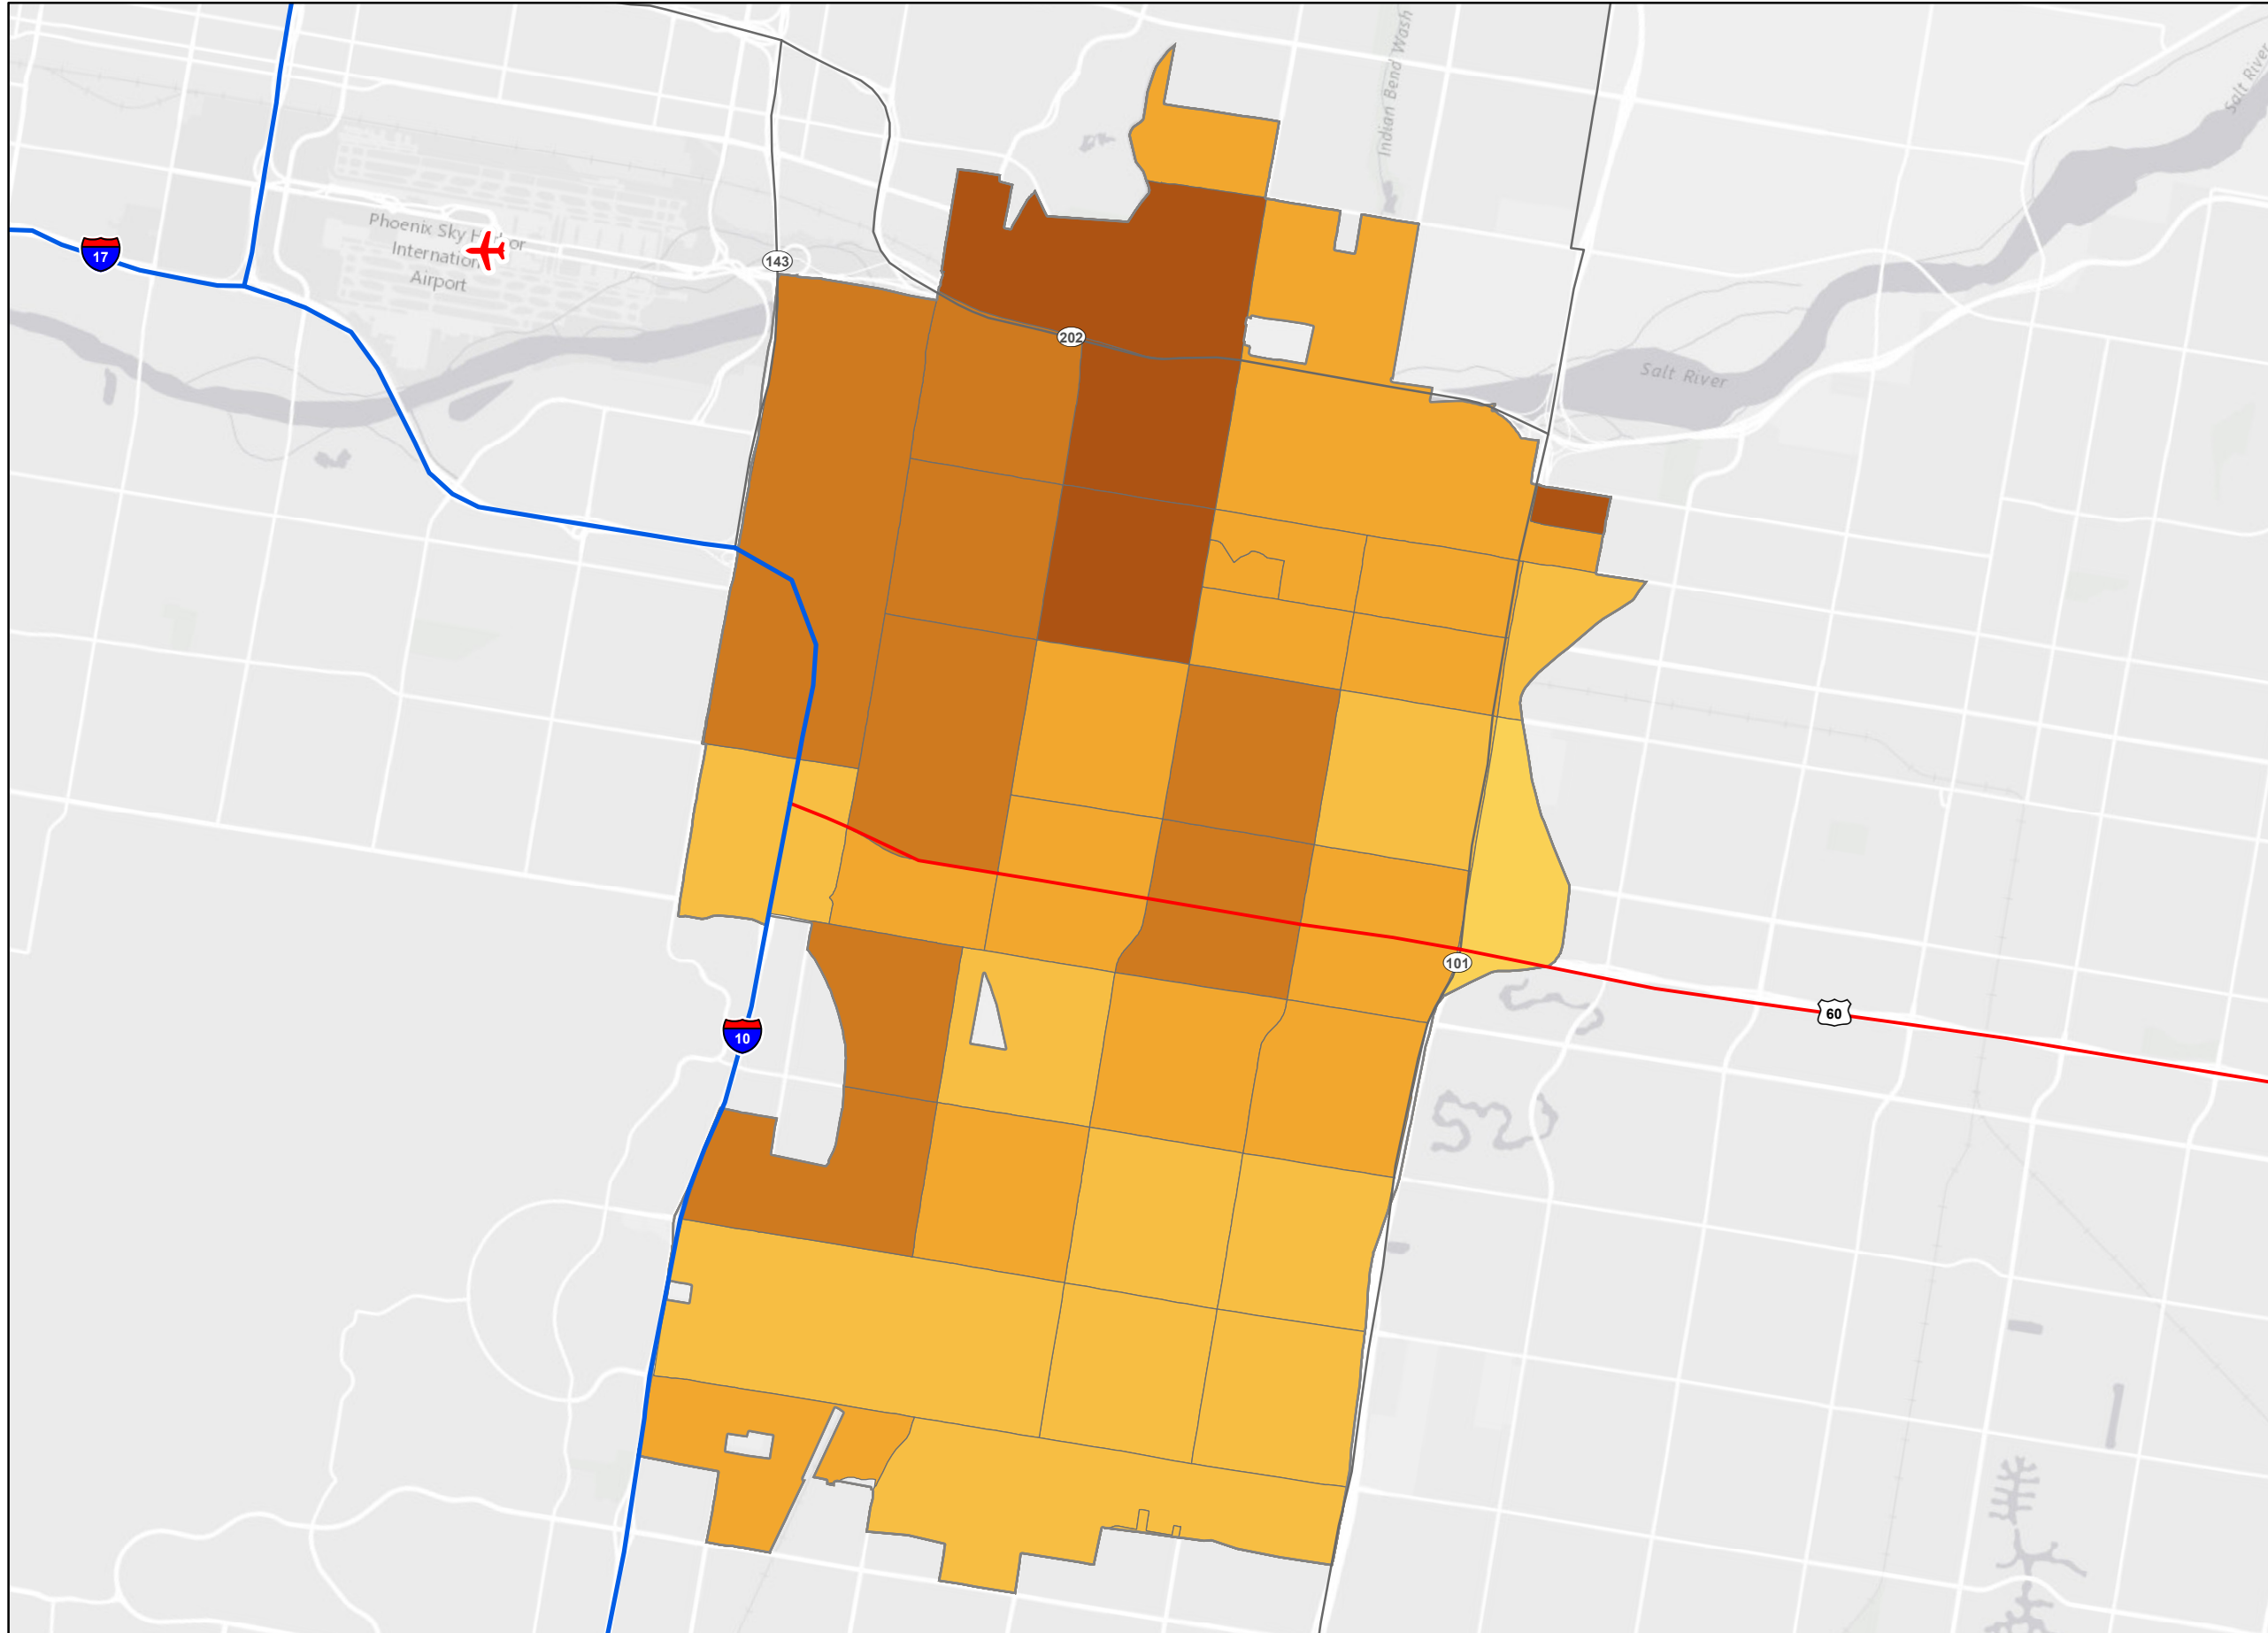 Indian Bend Wash
Salt River
Phoenix Sky Harbor
International
Airport
17
143
202
Salt River
101
60
10